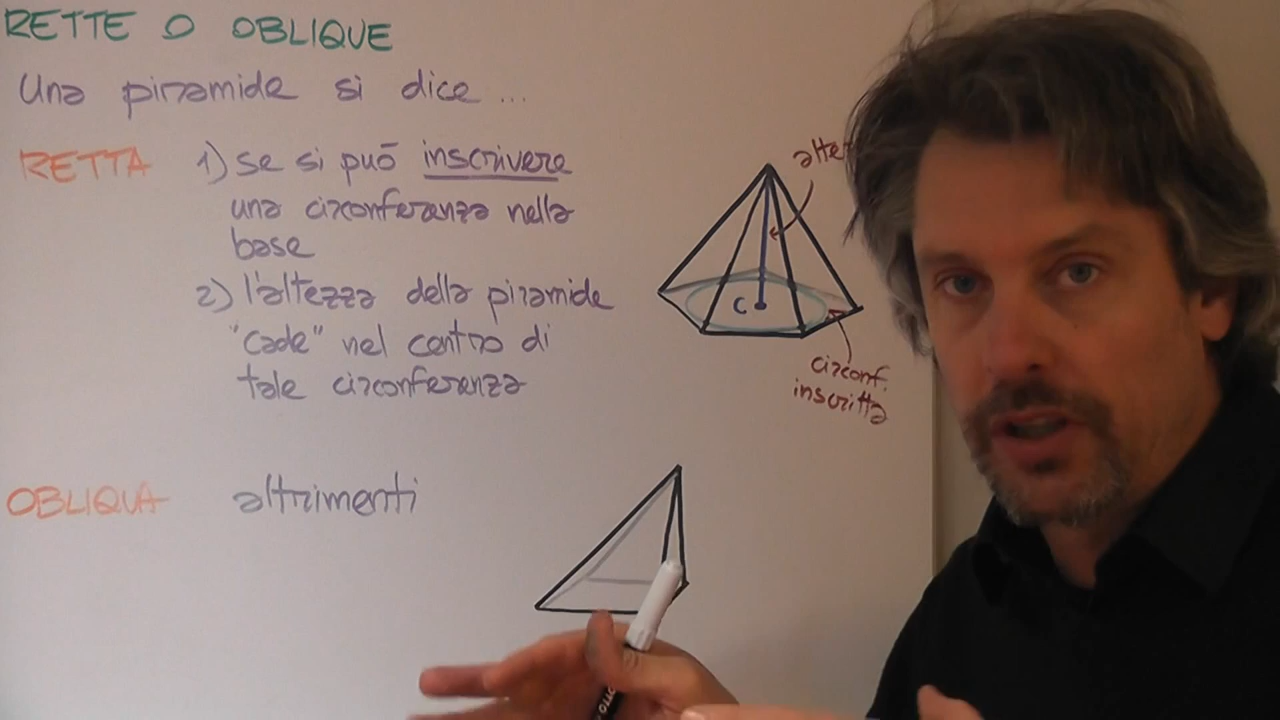 RETTE O OBLIQUE
Una piramide si dice ...
RETTA 1) se si può inscrivere
una circonferenza nella
base
2) l'altezza della piramide
"cade" nel centro di
tale circonferenza
C
circonf.
inscritta
OBLIQUA altrimenti